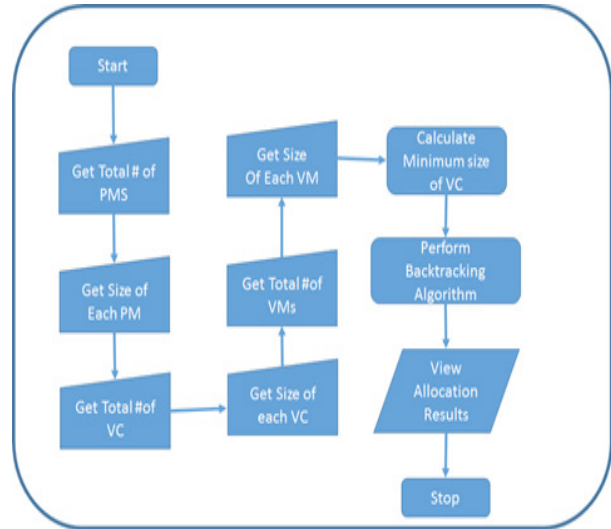 Start
Get Total # of
PMS
Get Size of
Each PM
Get Total #of
VC
Get Size of
each VC
Get Total #of
VMs
Get Size
Of Each VM
Calculate
Minimum size
of VC
Perform
Backtracking
Algorithm
View
Allocation
Results
Stop